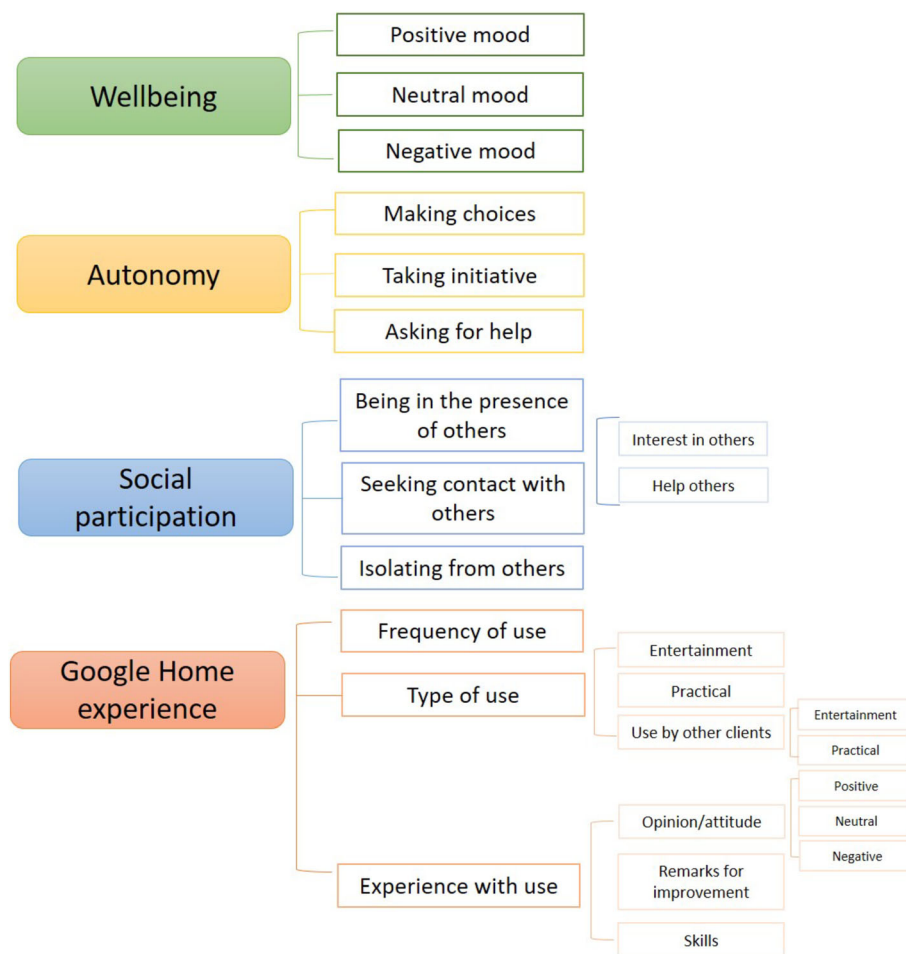 Wellbeing
Positive mood
Neutral mood
Negative mood
Autonomy
Making choices
Taking initiative
Asking for help
Social
participation
Being in the presence
of others
Seeking contact with
others
Interest in others
Help others
Isolating from others
Google Home
experience
Frequency of use
Type of use
Entertainment
Practical
Use by other clients
Entertainment
Practical
Experience with use
Opinion/attitude
Positive
Neutral
Negative
Remarks for
improvement
Skills